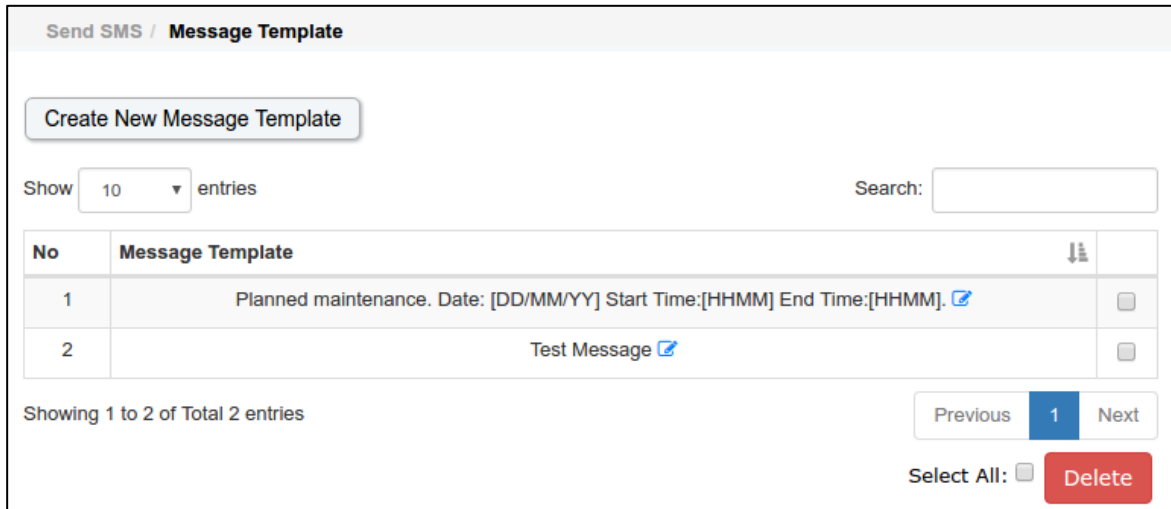 Send SMS / Message Template
Create New Message Template
Show 10 entries Search:
No Message Template
1 Planned maintenance. Date: [DD/MM/YY] Start Time:[HHMM] End Time:[HHMM].
2 Test Message
Showing 1 to 2 of Total 2 entries Previous 1 Next
Select All: Delete